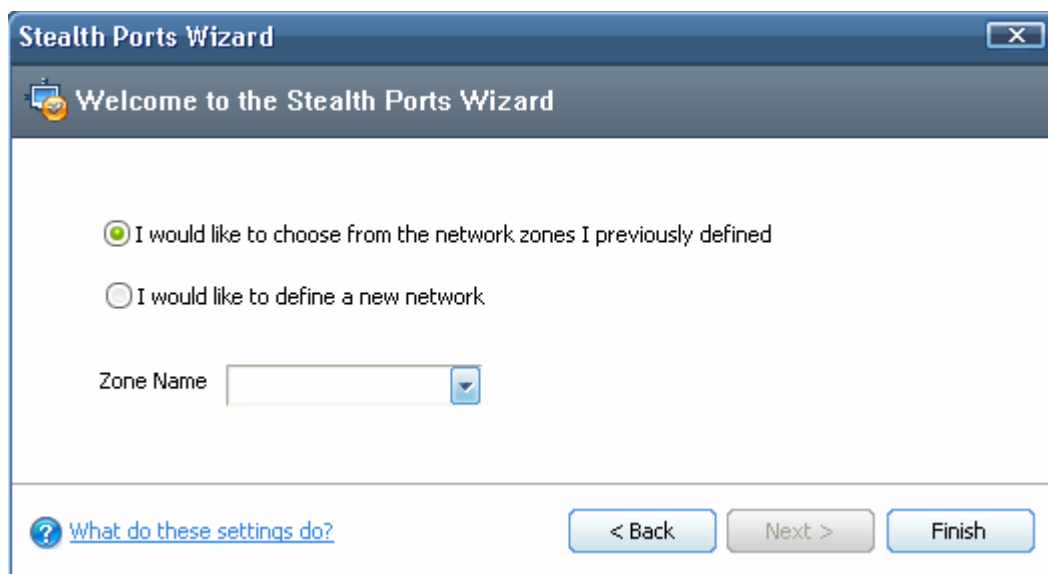 Stealth Ports Wizard
Welcome to the Stealth Ports Wizard
I would like to choose from the network zones I previously defined
I would like to define a new network
Zone Name
What do these settings do?
< Back
Next >
Finish